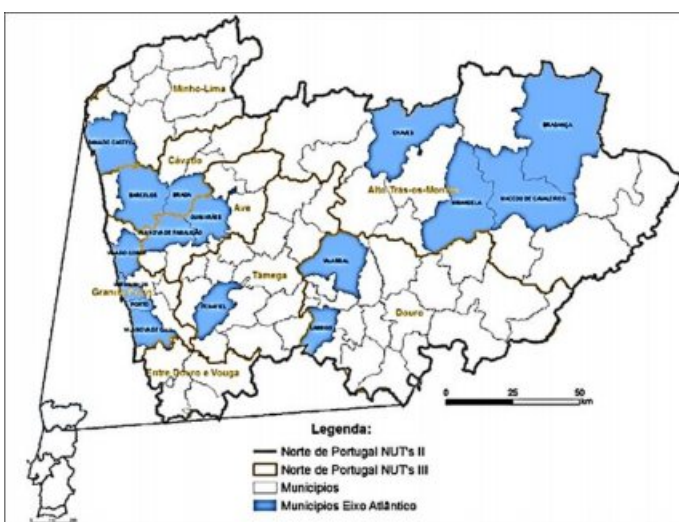 Minho-Lima
CHAVES
BRAGANÇA
Cávado
BARCELOS
BRAGA
Alto Trás-os-Montes
Ave
GUIMARÃES
MIRANDELA
MACEDO DE CAVALEIROS
VILA REAL
Tâmega
PORTO
PENAFIEL
Douro
LAMEGO
Entre Douro e Vouga
0 25 50
km
Legenda:
Norte de Portugal NUT's II
Norte de Portugal NUT's III
Municípios
Municípios Eixo Atlântico